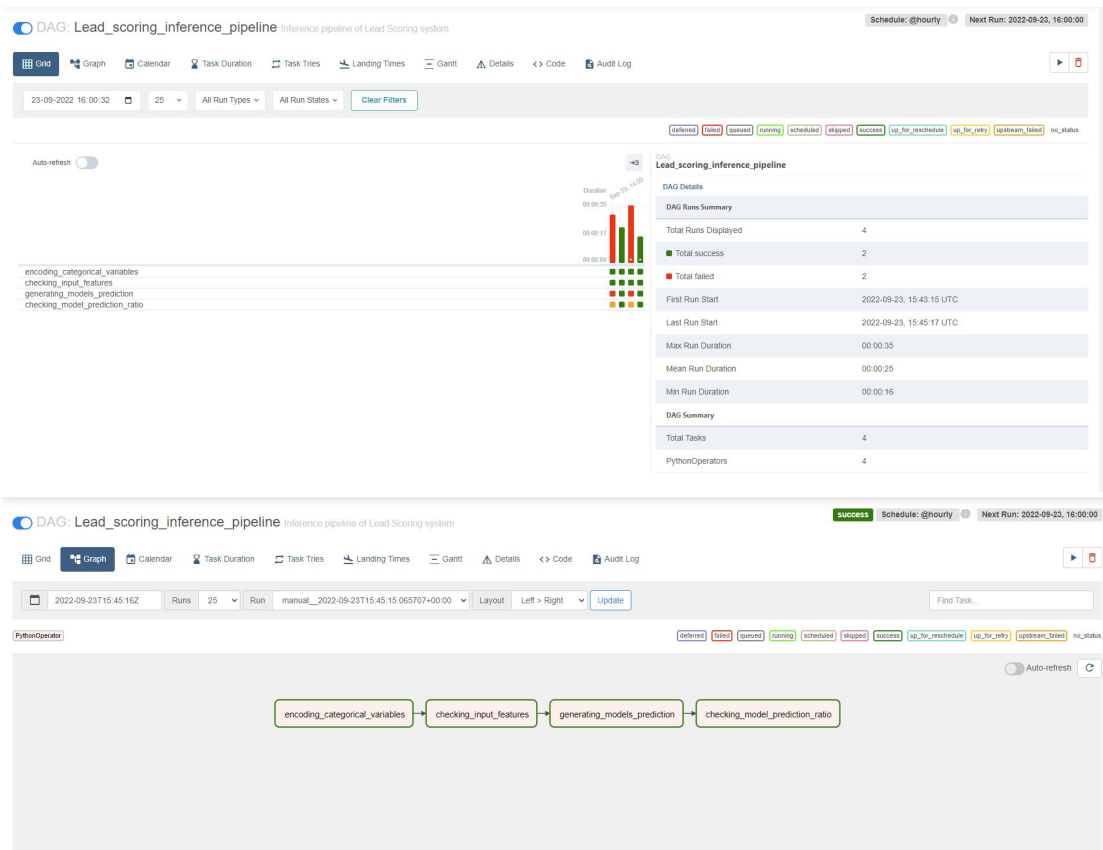 DAG: Lead_scoring_inference_pipeline Inference pipeline of Lead Scoring system
Schedule: @hourly Next Run: 2022-09-23, 16:00:00
Grid Graph Calendar Task Duration Task Tries Landing Times Gantt Details <> Code Audit Log
23-09-2022 16:00:32 25 All Run Types All Run States Clear Filters
deferred failed queued running scheduled skipped success up_for_reschedule up_for_retry upstream_failed no_status
Auto-refresh
Duration
Sep 23, 14:00
00:00:35
00:00:17
00:00:00
encoding_categorical_variables
checking_input_features
generating_models_prediction
checking_model_prediction_ratio
DAG
Lead_scoring_inference_pipeline
DAG Details
DAG Runs Summary
Total Runs Displayed 4
Total success 2
Total failed 2
First Run Start 2022-09-23, 15:43:15 UTC
Last Run Start 2022-09-23, 15:45:17 UTC
Max Run Duration 00:00:35
Mean Run Duration 00:00:25
Min Run Duration 00:00:16
DAG Summary
Total Tasks 4
PythonOperators 4
DAG: Lead_scoring_inference_pipeline Inference pipeline of Lead Scoring system
success Schedule: @hourly Next Run: 2022-09-23, 16:00:00
Grid Graph Calendar Task Duration Task Tries Landing Times Gantt Details <> Code Audit Log
2022-09-23T15:45:16Z Runs 25 Run manual__2022-09-23T15:45:15.065707+00:00 Layout Left > Right Update Find Task...
PythonOperator
deferred failed queued running scheduled skipped success up_for_reschedule up_for_retry upstream_failed no_status
Auto-refresh
encoding_categorical_variables checking_input_features generating_models_prediction checking_model_prediction_ratio